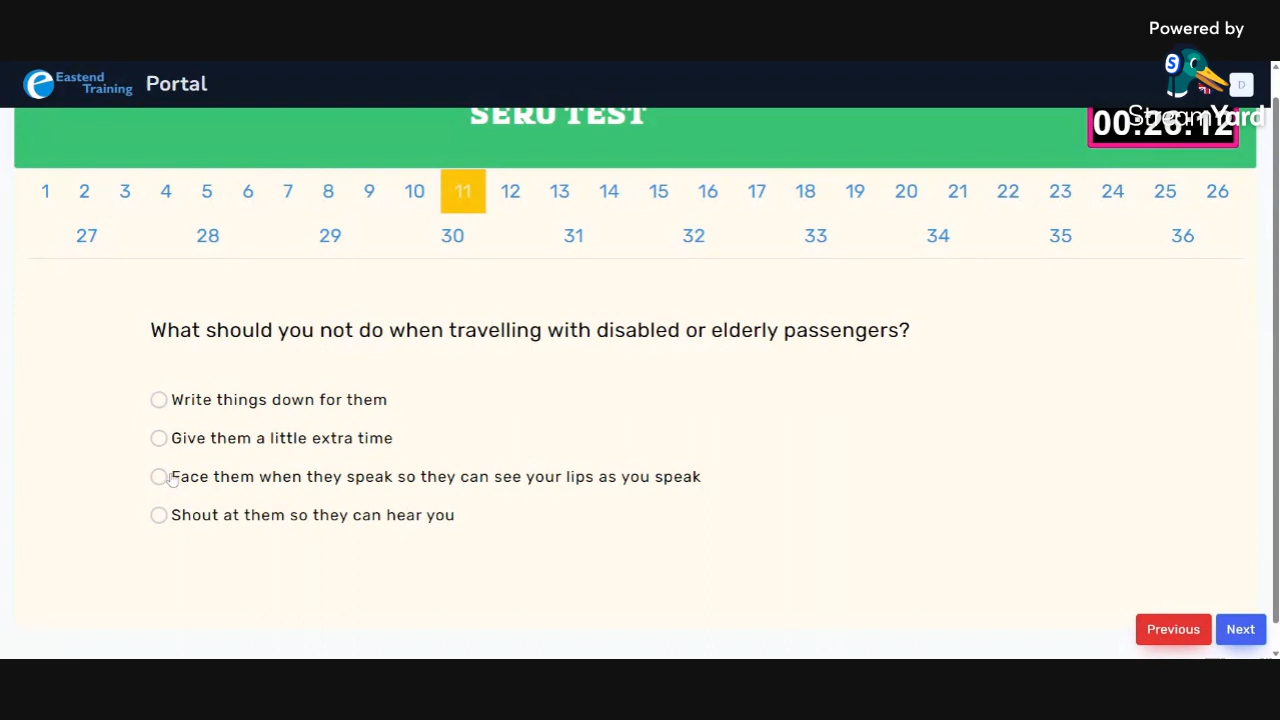 Powered by
Eastend
Training
Portal
D
StreamYard
SERU TEST
00:26:12
1 2 3 4 5 6 7 8 9 10 11 12 13 14 15 16 17 18 19 20 21 22 23 24 25 26
27 28 29 30 31 32 33 34 35 36
What should you not do when travelling with disabled or elderly passengers?
Write things down for them
Give them a little extra time
Face them when they speak so they can see your lips as you speak
Shout at them so they can hear you
Previous Next